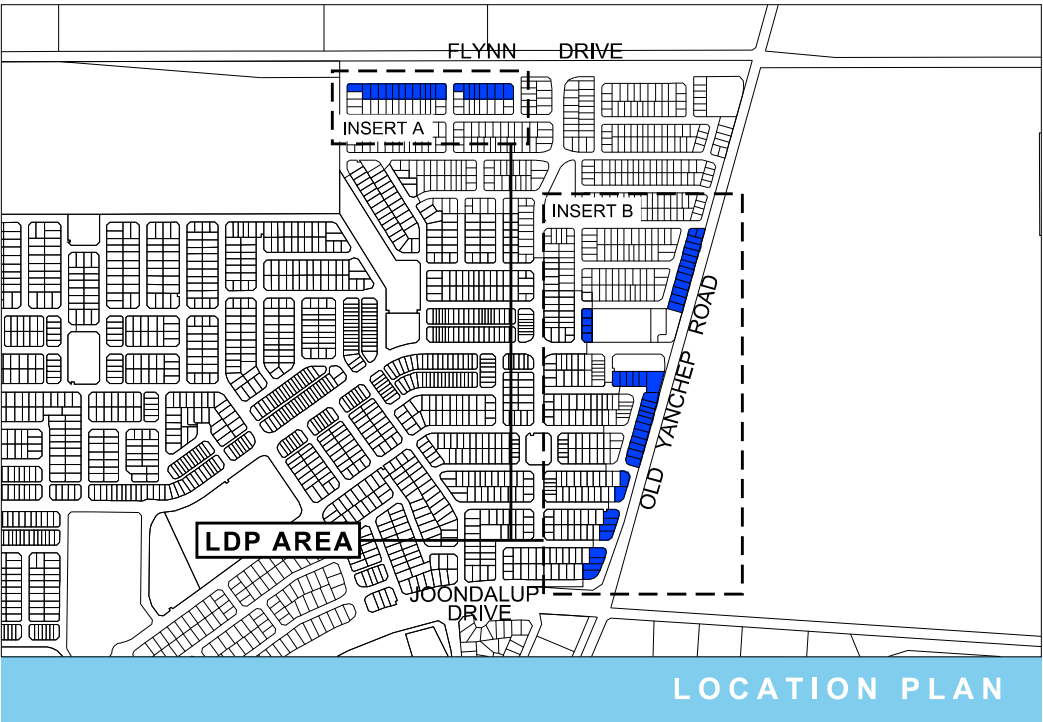 FLYNN DRIVE
INSERT A
INSERT B
OLD YANCHEP ROAD
LDP AREA
JOONDALUP
DRIVE
LOCATION PLAN